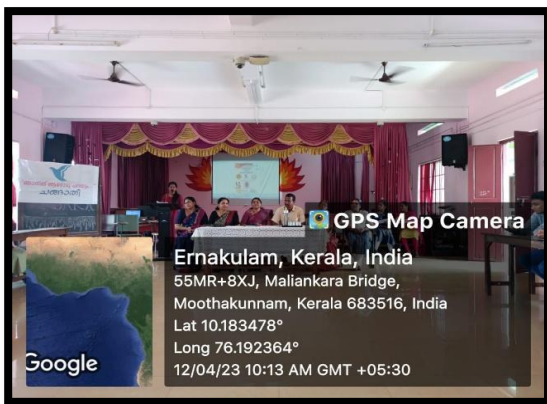 ചങ്ങാതി
GPS Map Camera
Ernakulam, Kerala, India
55MR+8XJ, Maliankara Bridge,
Moothakunnam, Kerala 683516, India
Lat 10.183478°
Long 76.192364°
12/04/23 10:13 AM GMT +05:30
Google